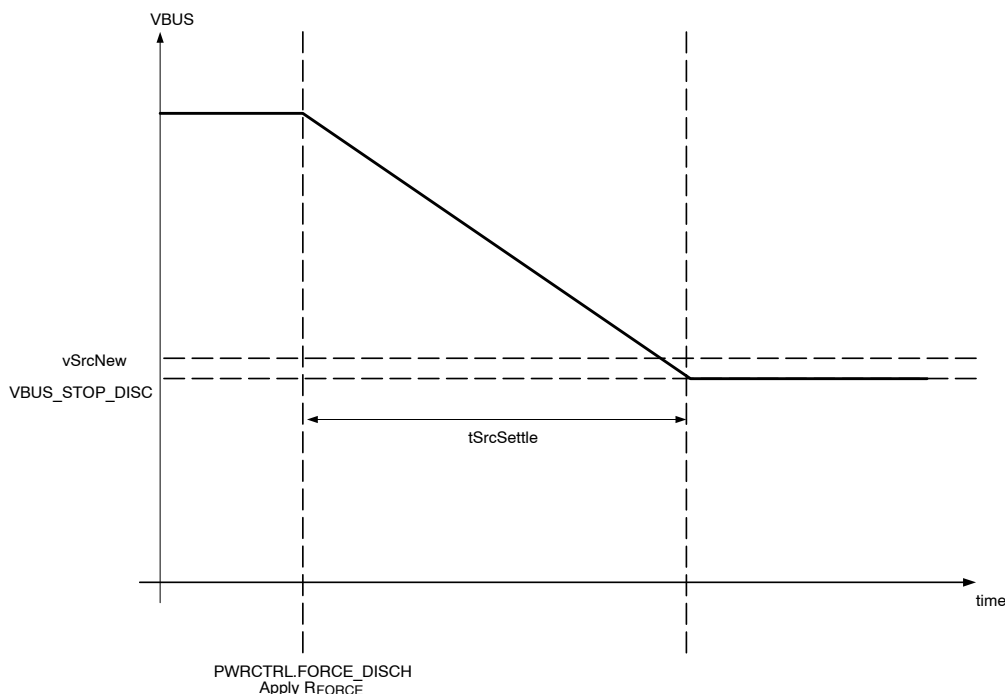 VBUS
vSrcNew
VBUS_STOP_DISC
tSrcSettle
time
PWRCTRL.FORCE_DISCH
Apply RFORCE